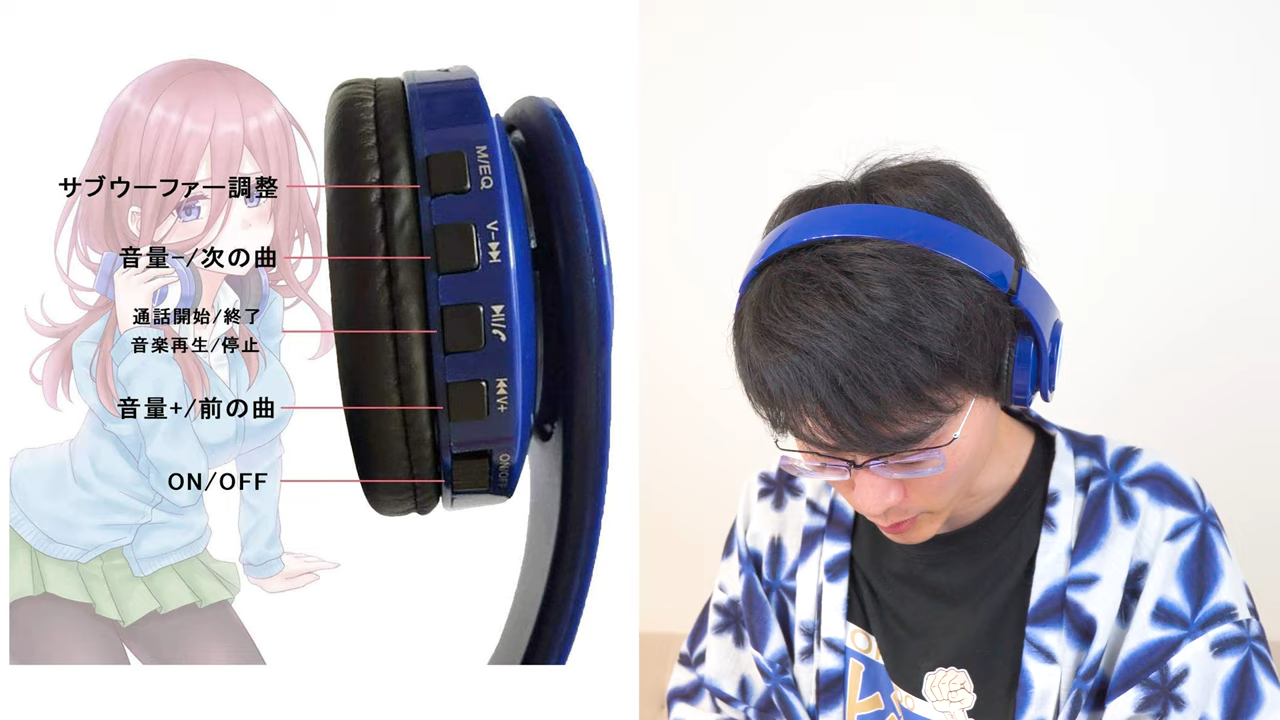 サブウーファー調整
M/EQ
音量-/次の曲
V-
通話開始/終了
音楽再生/停止
音量+/前の曲
V+
ON/OFF
ON/OFF